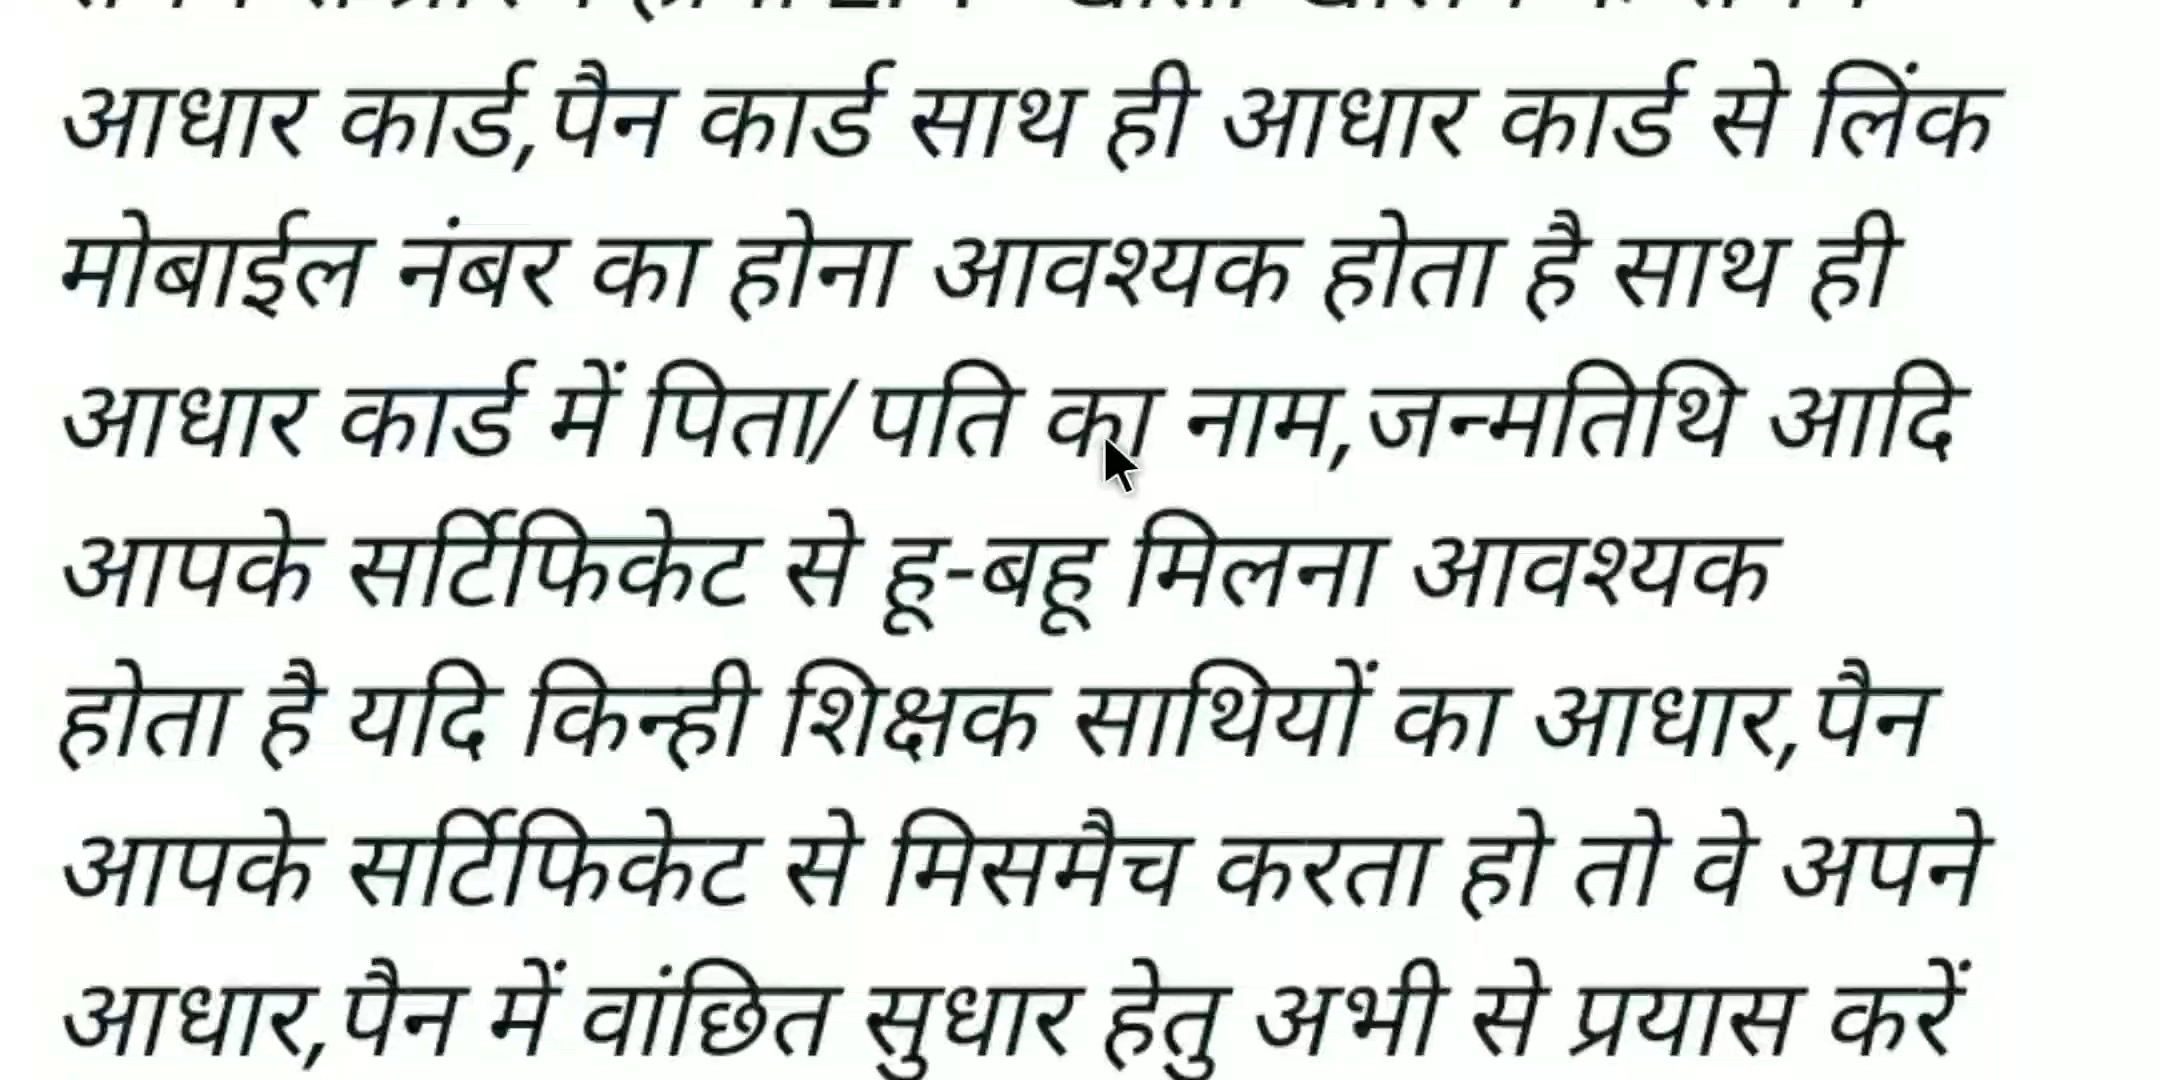 आधार कार्ड,पैन कार्ड साथ ही आधार कार्ड से लिंक
मोबाईल नंबर का होना आवश्यक होता है साथ ही
आधार कार्ड में पिता/ पति का नाम,जन्मतिथि आदि
आपके सर्टिफिकेट से हू-बहू मिलना आवश्यक
होता है यदि किन्ही शिक्षक साथियों का आधार,पैन
आपके सर्टिफिकेट से मिसमैच करता हो तो वे अपने
आधार,पैन में वांछित सुधार हेतु अभी से प्रयास करें